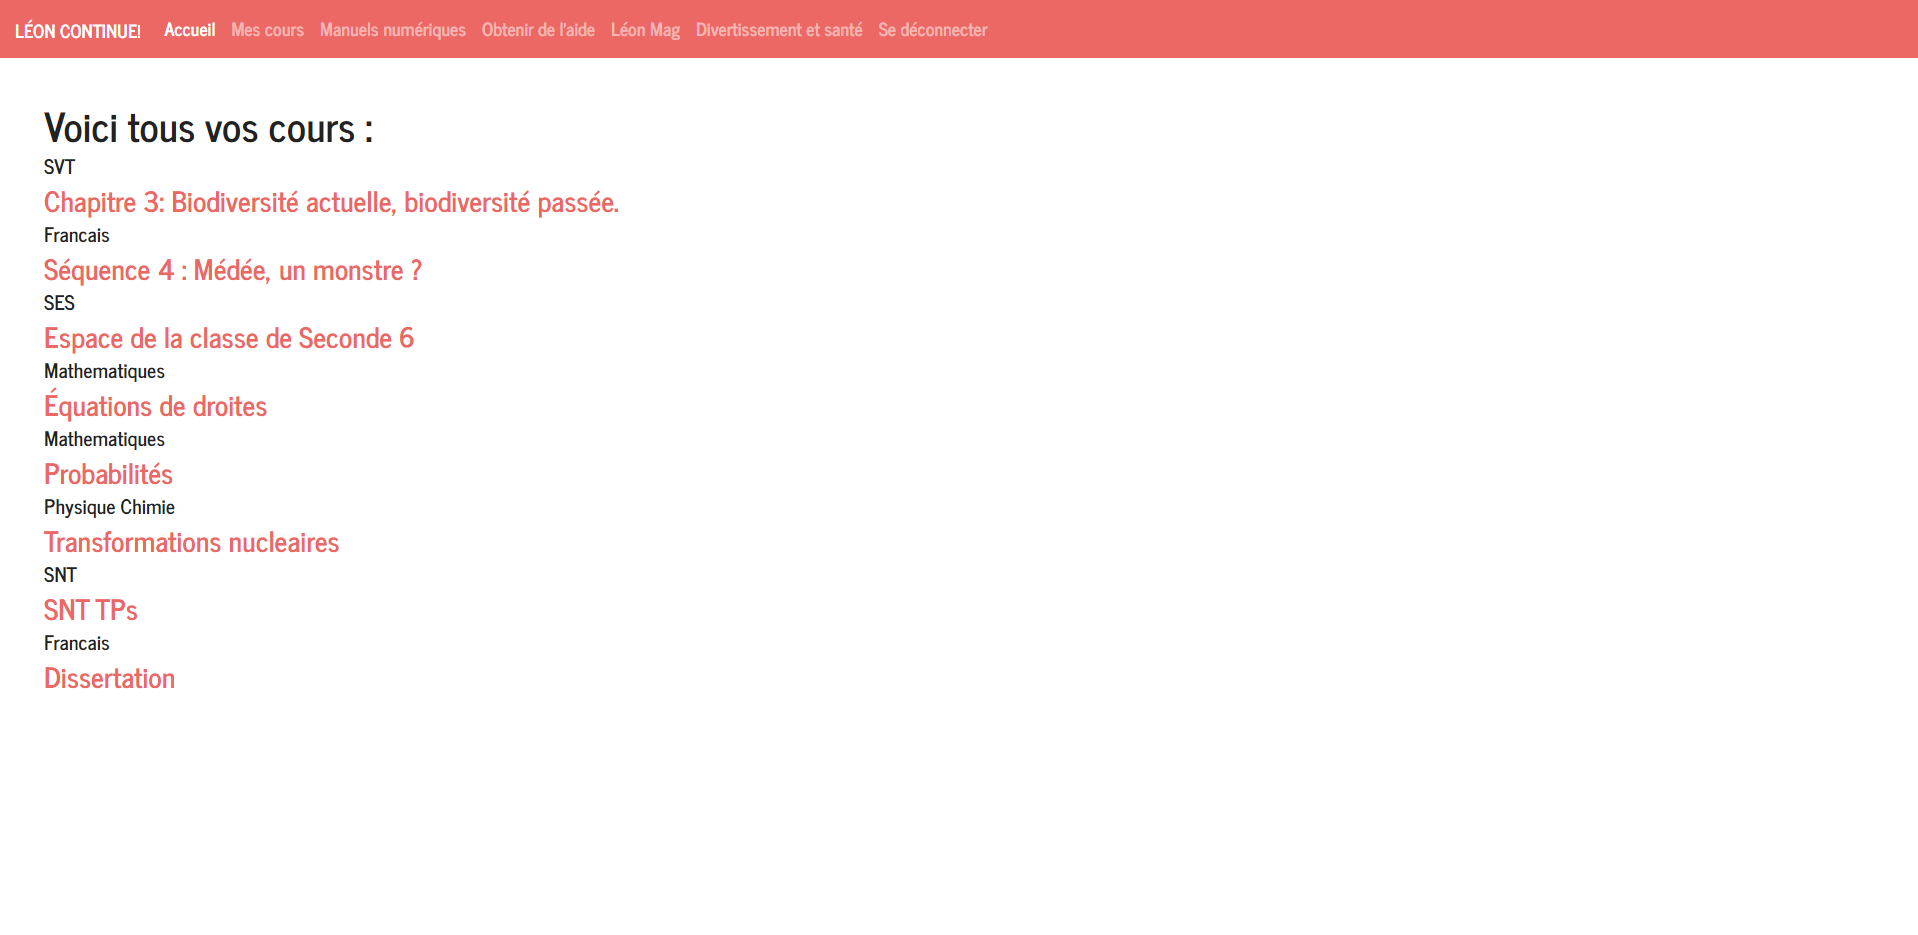 LÉON CONTINUE! Accueil Mes cours Manuels numériques Obtenir de l'aide Léon Mag Divertissement et santé Se déconnecter
Voici tous vos cours :
SVT
Chapitre 3: Biodiversité actuelle, biodiversité passée.
Francais
Séquence 4 : Médée, un monstre ?
SES
Espace de la classe de Seconde 6
Mathematiques
Équations de droites
Mathematiques
Probabilités
Physique Chimie
Transformations nucleaires
SNT
SNT TPs
Francais
Dissertation